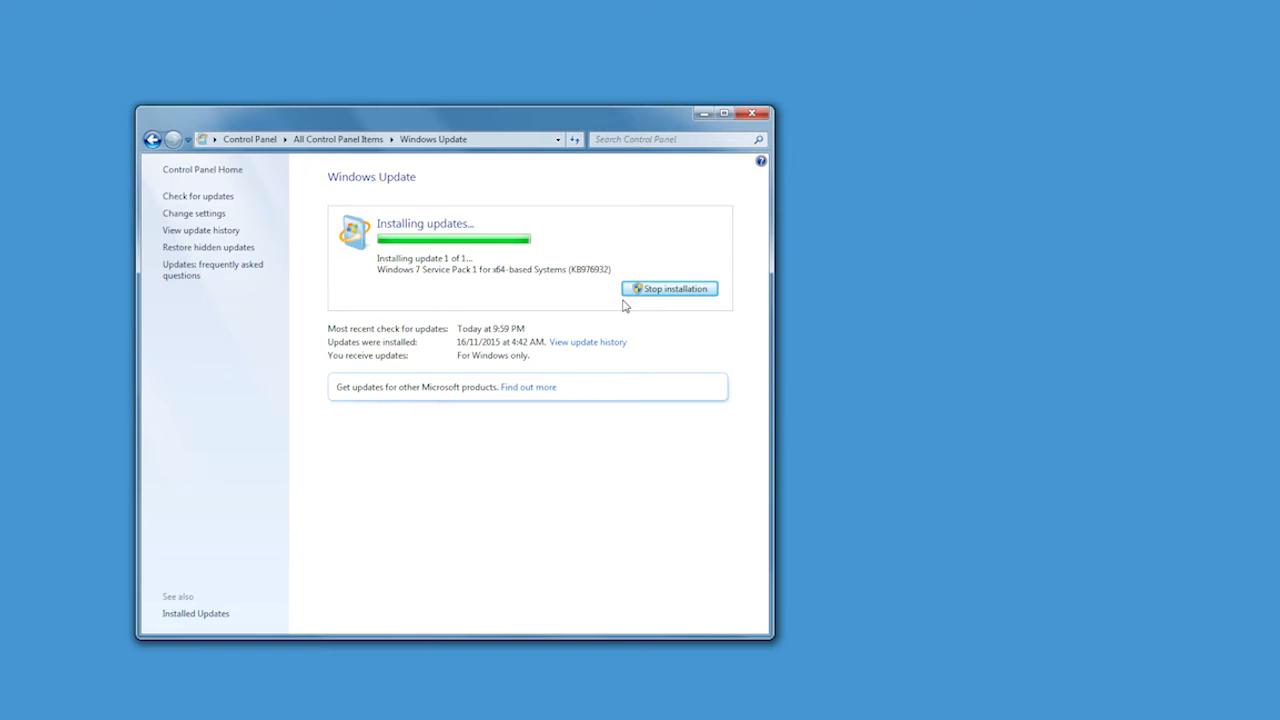 Control Panel
All Control Panel Items
Windows Update
Search Control Panel
Control Panel Home
Check for updates
Change settings
View update history
Restore hidden updates
Updates: frequently asked
questions
See also
Installed Updates
Windows Update
Installing updates...
Installing update 1 of 1...
Windows 7 Service Pack 1 for x64-based Systems (KB976932)
Stop installation
Most recent check for updates: Today at 9:59 PM
Updates were installed: 16/11/2015 at 4:42 AM. View update history
You receive updates: For Windows only.
Get updates for other Microsoft products. Find out more